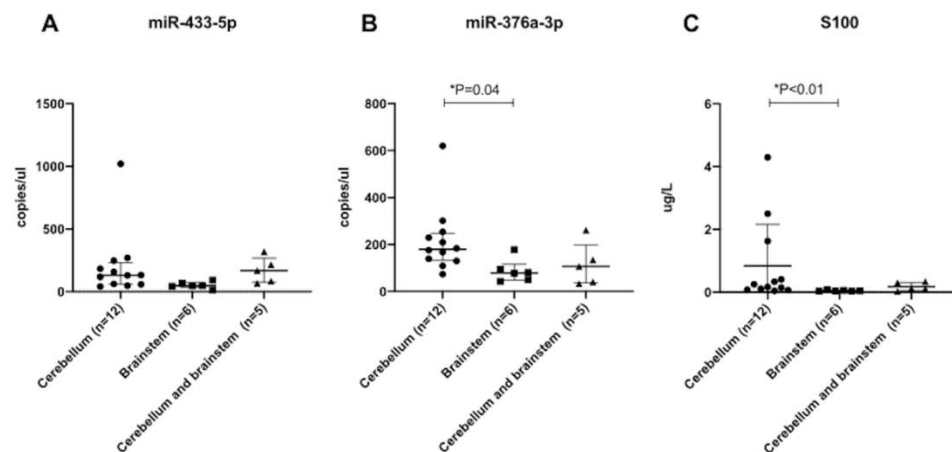 A miR-433-5p
copies/ul
1500
1000
500
0
Cerebellum (n=12)
Brainstem (n=6)
Cerebellum and brainstem (n=5)
B miR-376a-3p
*P=0.04
copies/ul
800
600
400
200
0
Cerebellum (n=12)
Brainstem (n=6)
Cerebellum and brainstem (n=5)
C S100
*P<0.01
ug/L
6
4
2
0
Cerebellum (n=12)
Brainstem (n=6)
Cerebellum and brainstem (n=5)